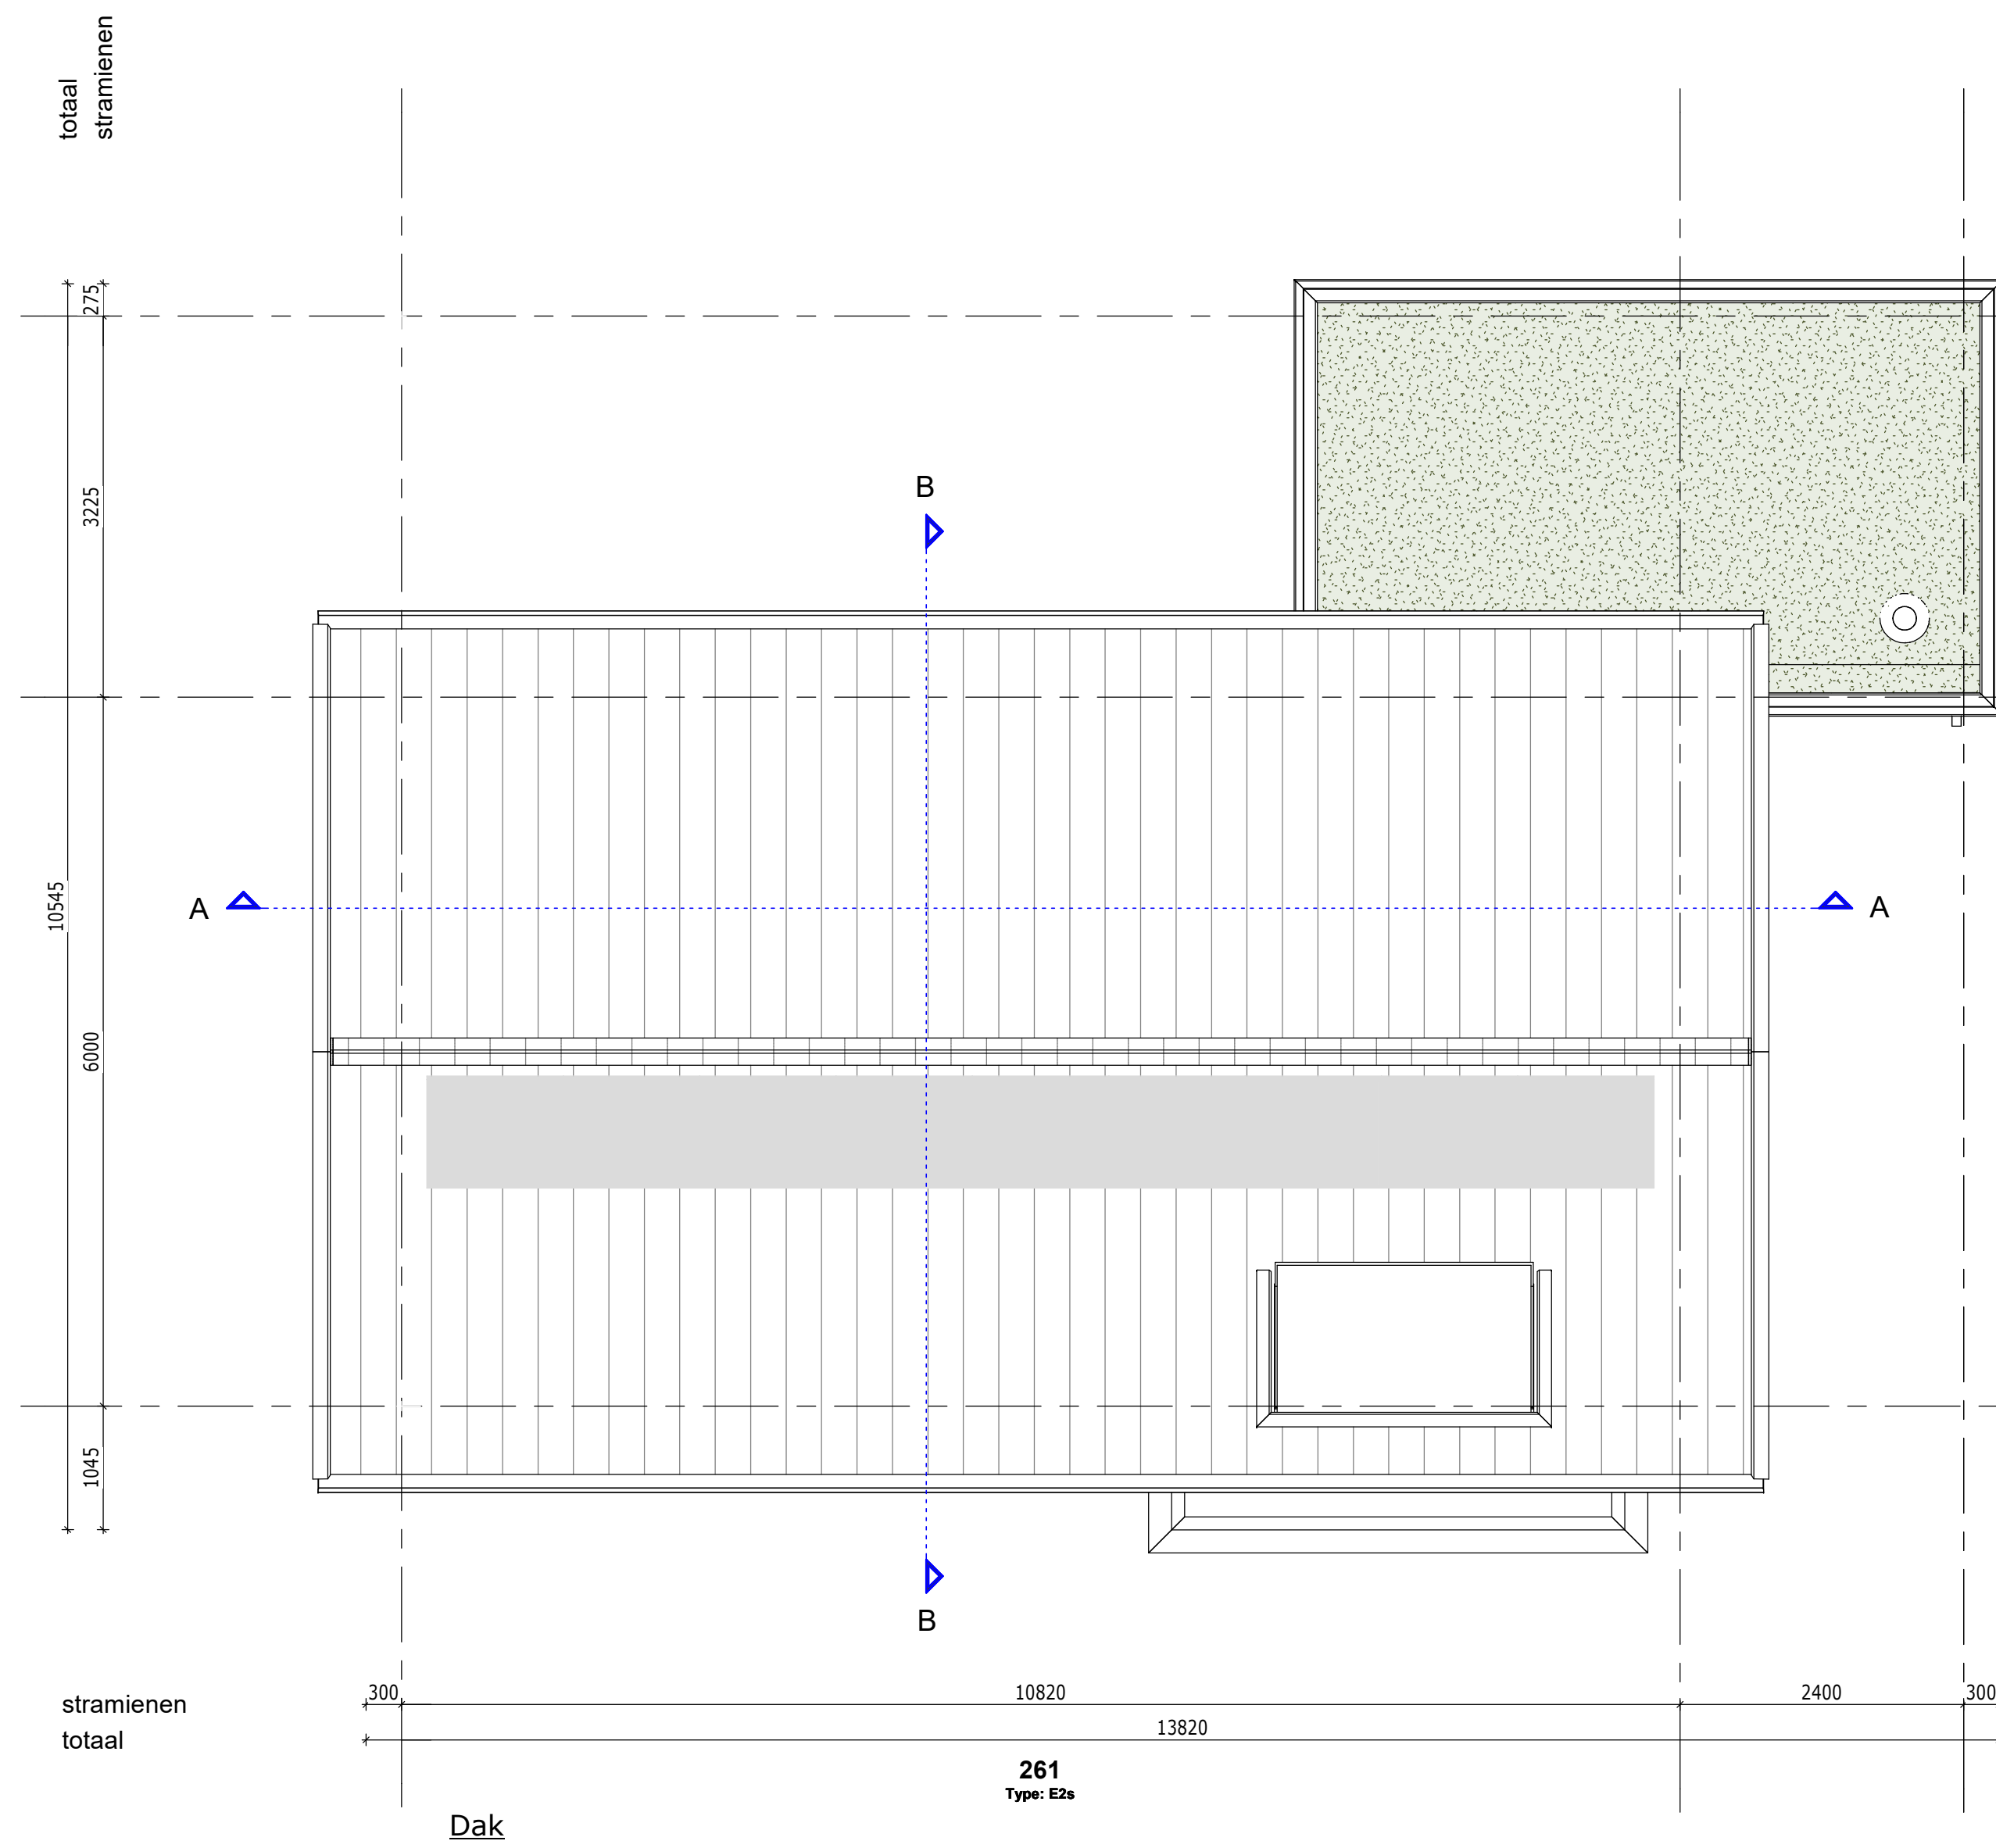 totaal
stramienen
275
3225
B
10545
A
A
6000
1045
B
stramienen
300
10820
2400
300
totaal
13820
261
Type: E2s
Dak